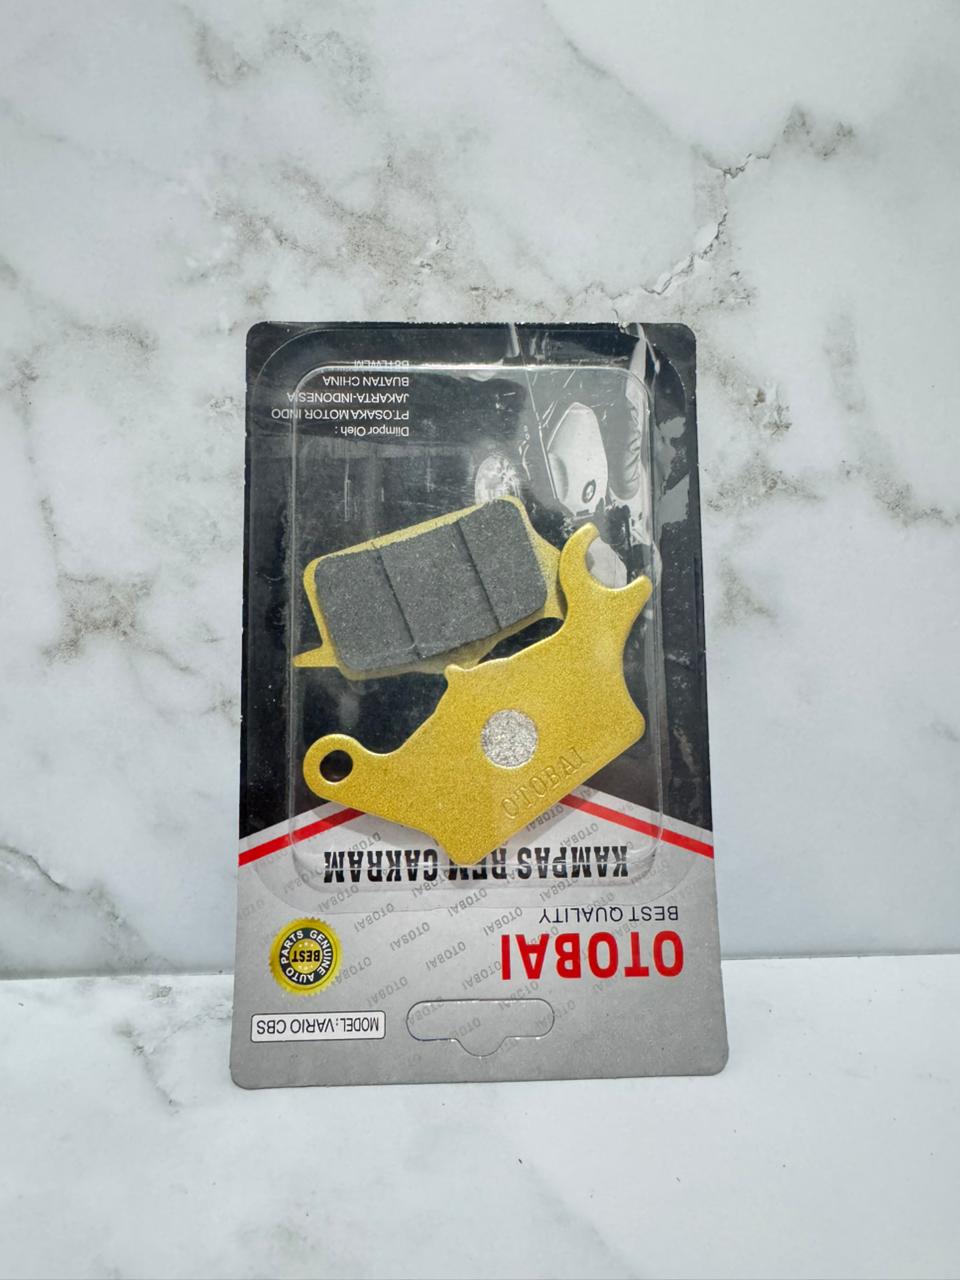 MODEL:VARIO CBS
OTOBAI
BEST QUALITY
GENUINE AUTO PARTS
BEST
KAMPAS REM CAKRAM
OTOBAI
Diimpor Oleh :
PT.OSAKA MOTOR INDO
JAKARTA-INDONESIA
BUATAN CHINA